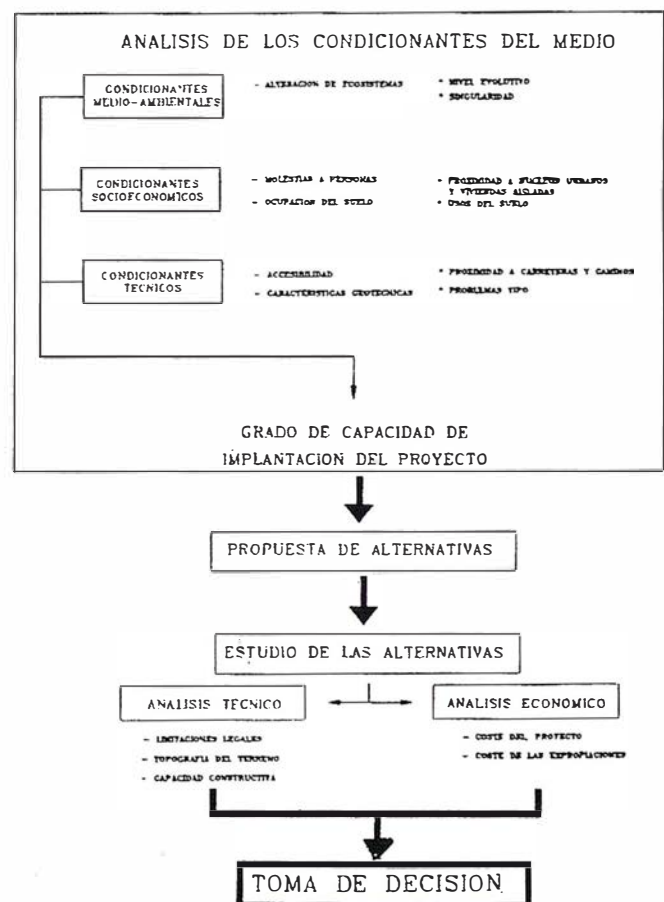 ANALISIS DE LOS CONDICIONANTES DEL MEDIO
CONDICIONANTES
MEDIO-AMBIENTALES
- ALTERACION DE ECOSISTEMAS
* NIVEL EVOLUTIVO
* SINGULARIDAD
CONDICIONANTES
SOCIOECONOMICOS
- MOLESTIAS A PERSONAS
- OCUPACION DEL SUELO
* PROXIMIDAD A NUCLEOS URBANOS
Y VIVIENDAS AISLADAS
* USOS DEL SUELO
CONDICIONANTES
TECNICOS
- ACCESIBILIDAD
- CARACTERISTICAS GEOTECNICAS
* PROXIMIDAD A CARRETERAS Y CAMINOS
* PROBLEMAS TIPO
GRADO DE CAPACIDAD DE
IMPLANTACION DEL PROYECTO
PROPUESTA DE ALTERNATIVAS
ESTUDIO DE LAS ALTERNATIVAS
ANALISIS TECNICO
- LIMITACIONES LEGALES
- TOPOGRAFIA DEL TERRENO
- CAPACIDAD CONSTRUCTIVA
ANALISIS ECONOMICO
- COSTE DEL PROYECTO
- COSTE DE LAS EXPROPIACIONES
TOMA DE DECISION